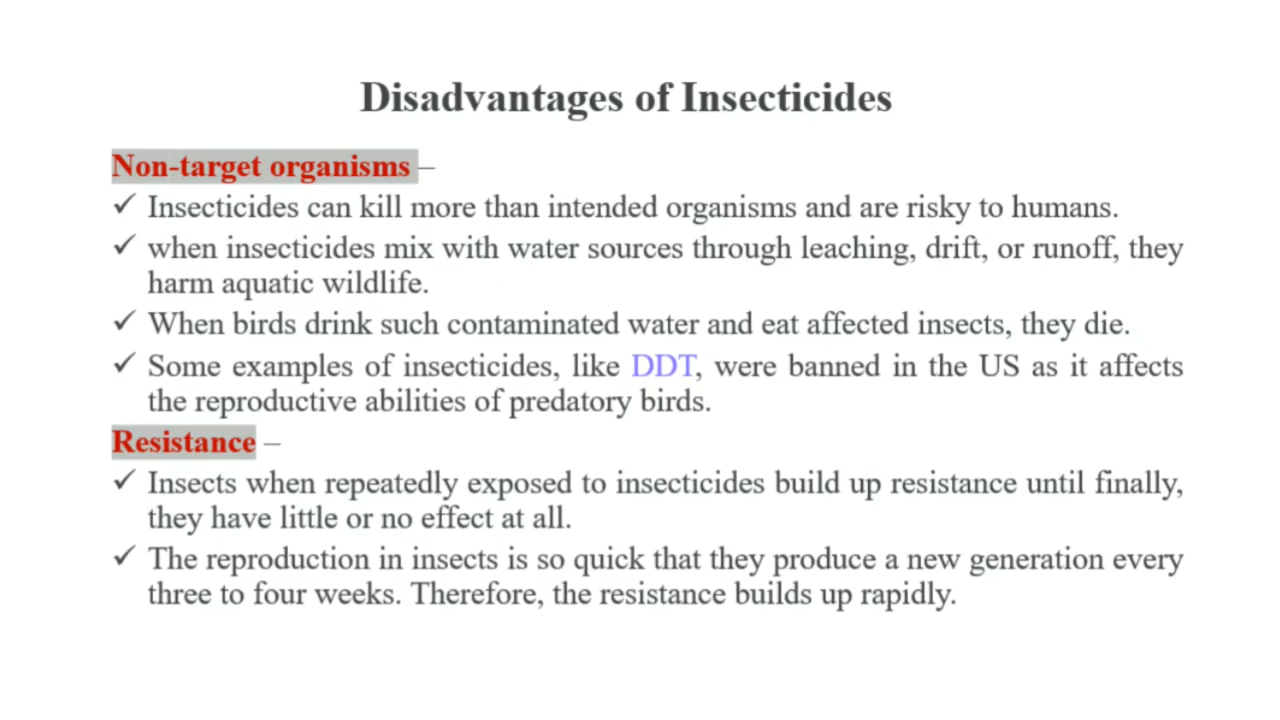 Disadvantages of Insecticides
Non-target organisms –
✓ Insecticides can kill more than intended organisms and are risky to humans.
✓ when insecticides mix with water sources through leaching, drift, or runoff, they
harm aquatic wildlife.
✓ When birds drink such contaminated water and eat affected insects, they die.
✓ Some examples of insecticides, like DDT, were banned in the US as it affects
the reproductive abilities of predatory birds.
Resistance –
✓ Insects when repeatedly exposed to insecticides build up resistance until finally,
they have little or no effect at all.
✓ The reproduction in insects is so quick that they produce a new generation every
three to four weeks. Therefore, the resistance builds up rapidly.